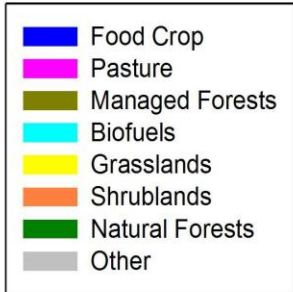 Food Crop
Pasture
Managed Forests
Biofuels
Grasslands
Shrublands
Natural Forests
Other